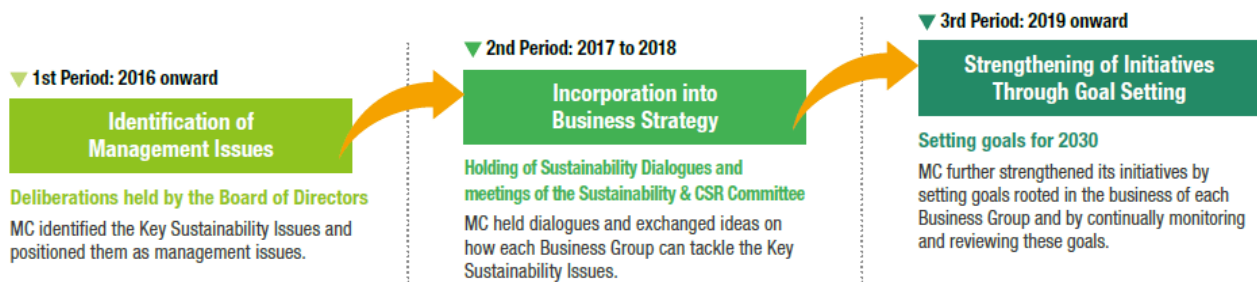 ▼ 1st Period: 2016 onward
Identification of
Management Issues
Deliberations held by the Board of Directors
MC identified the Key Sustainability Issues and
positioned them as management issues.
▼ 2nd Period: 2017 to 2018
Incorporation into
Business Strategy
Holding of Sustainability Dialogues and
meetings of the Sustainability & CSR Committee
MC held dialogues and exchanged ideas on
how each Business Group can tackle the Key
Sustainability Issues.
▼ 3rd Period: 2019 onward
Strengthening of Initiatives
Through Goal Setting
Setting goals for 2030
MC further strengthened its initiatives by
setting goals rooted in the business of each
Business Group and by continually monitoring
and reviewing these goals.